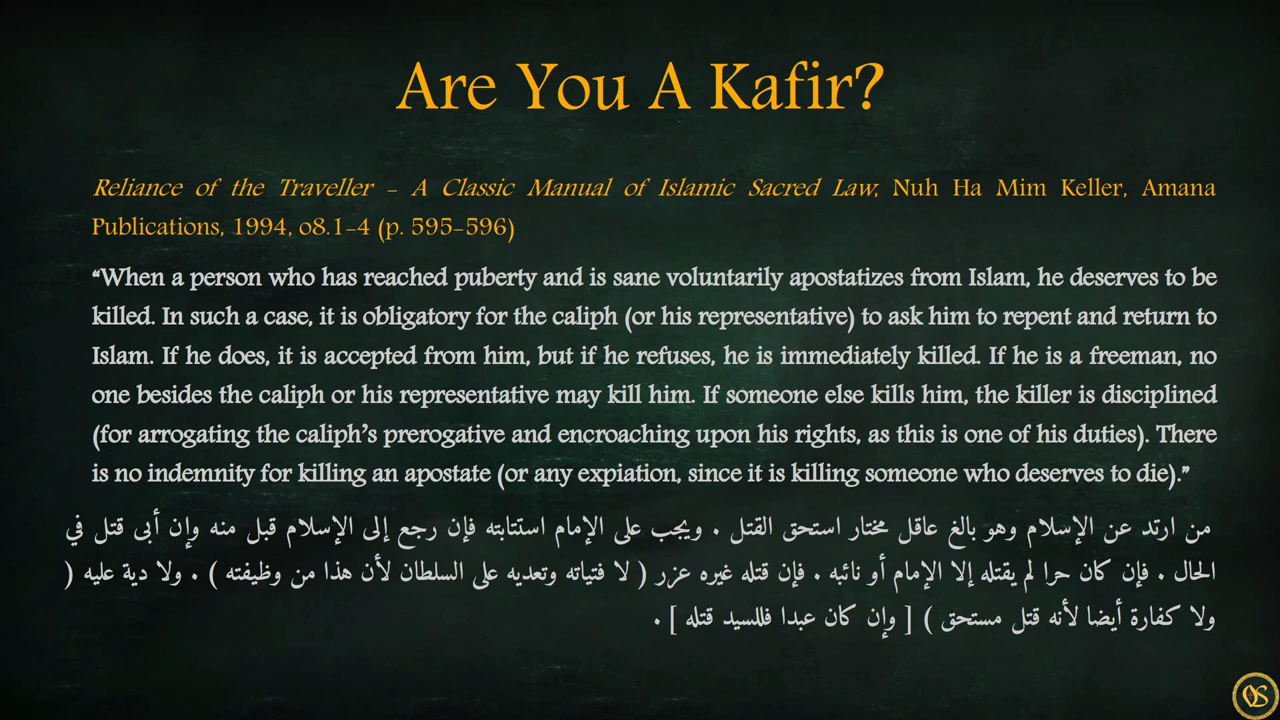 Are You A Kafir?
Reliance of the Traveller - A Classic Manual of Islamic Sacred Law, Nuh Ha Mim Keller, Amana
Publications, 1994, o8.1-4 (p. 595-596)
“When a person who has reached puberty and is sane voluntarily apostatizes from Islam, he deserves to be
killed. In such a case, it is obligatory for the caliph (or his representative) to ask him to repent and return to
Islam. If he does, it is accepted from him, but if he refuses, he is immediately killed. If he is a freeman, no
one besides the caliph or his representative may kill him. If someone else kills him, the killer is disciplined
(for arrogating the caliph’s prerogative and encroaching upon his rights, as this is one of his duties). There
is no indemnity for killing an apostate (or any expiation, since it is killing someone who deserves to die).”
من ارتد عن الإسلام وهو بالغ عاقل مختار استحق القتل . ويجب على الإمام استتابته فإن رجع إلى الإسلام قبل منه وإن أبى قتل في
الحال . فإن كان حرا لم يقتله إلا الإمام أو نائبه . فإن قتله غيره عزر ( لا فتياته وتعديه على السلطان لأن هذا من وظيفته ) . ولا دية عليه (
ولا كفارة أيضا لأنه قتل مستحق ) [ وإن كان عبدا فللسيد قتله ] .